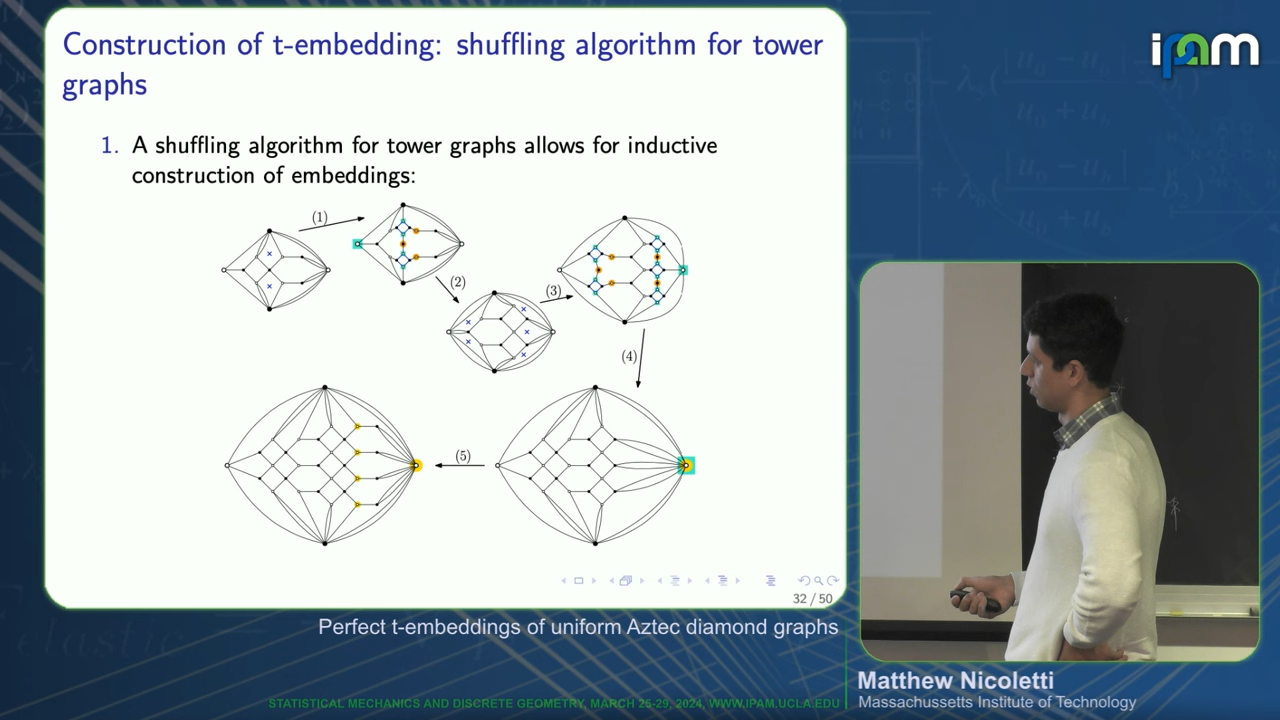 Construction of t-embedding: shuffling algorithm for tower
graphs
1. A shuffling algorithm for tower graphs allows for inductive
construction of embeddings:
(1)
(2)
(3)
(4)
(5)
32 / 50
ipam
Perfect t-embeddings of uniform Aztec diamond graphs
Matthew Nicoletti
Massachussetts Institute of Technology
STATISTICAL MECHANICS AND DISCRETE GEOMETRY, MARCH 25-29, 2024, WWW.IPAM.UCLA.EDU
elastic